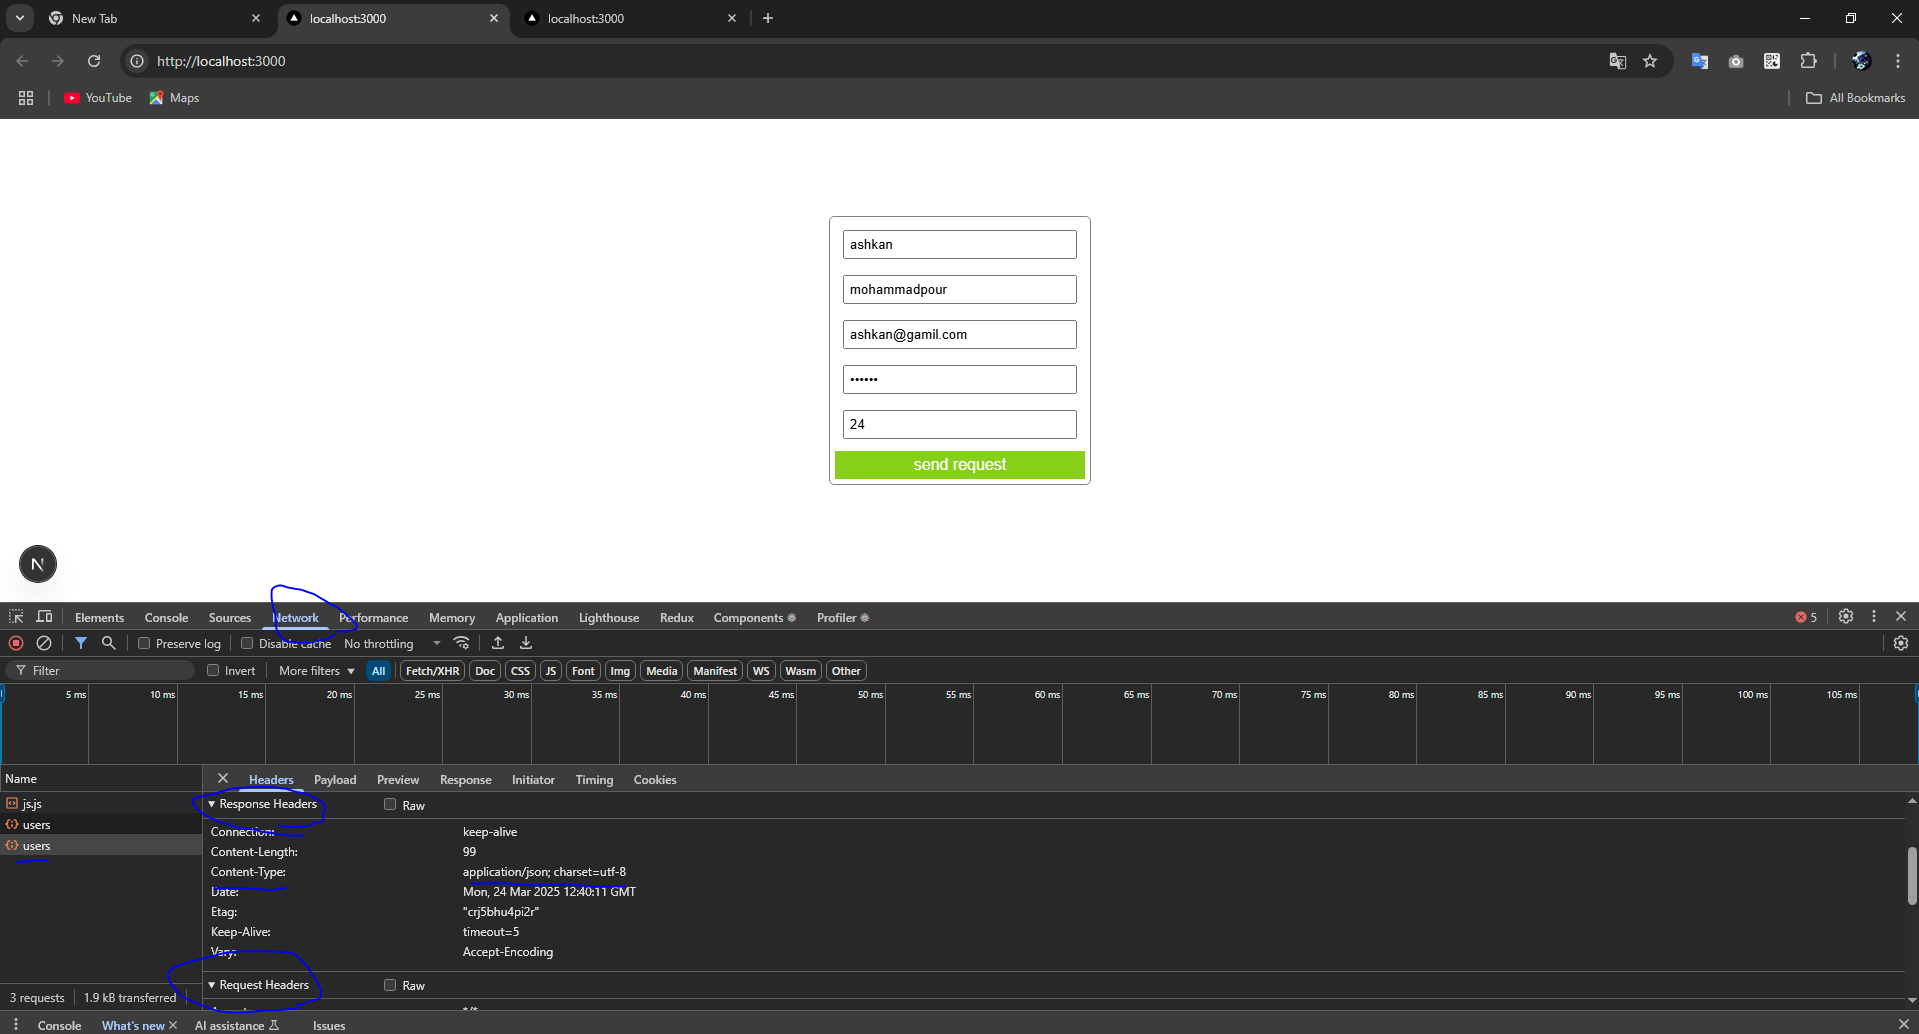 New Tab
localhost:3000
localhost:3000
http://localhost:3000
YouTube Maps All Bookmarks
ashkan
mohammadpour
ashkan@gamil.com
••••••
24
send request
N
Elements Console Sources Network Performance Memory Application Lighthouse Redux Components Profiler 5
Preserve log Disable cache No throttling
Filter Invert More filters All Fetch/XHR Doc CSS JS Font Img Media Manifest WS Wasm Other
5 ms 10 ms 15 ms 20 ms 25 ms 30 ms 35 ms 40 ms 45 ms 50 ms 55 ms 60 ms 65 ms 70 ms 75 ms 80 ms 85 ms 90 ms 95 ms 100 ms 105 ms
Name
js.js
users
users
Headers Payload Preview Response Initiator Timing Cookies
Response Headers Raw
Connection: keep-alive
Content-Length: 99
Content-Type: application/json; charset=utf-8
Date: Mon, 24 Mar 2025 12:40:11 GMT
Etag: "crj5bhu4pi2r"
Keep-Alive: timeout=5
Vary: Accept-Encoding
Request Headers Raw
3 requests 1.9 kB transferred
Console What's new AI assistance Issues